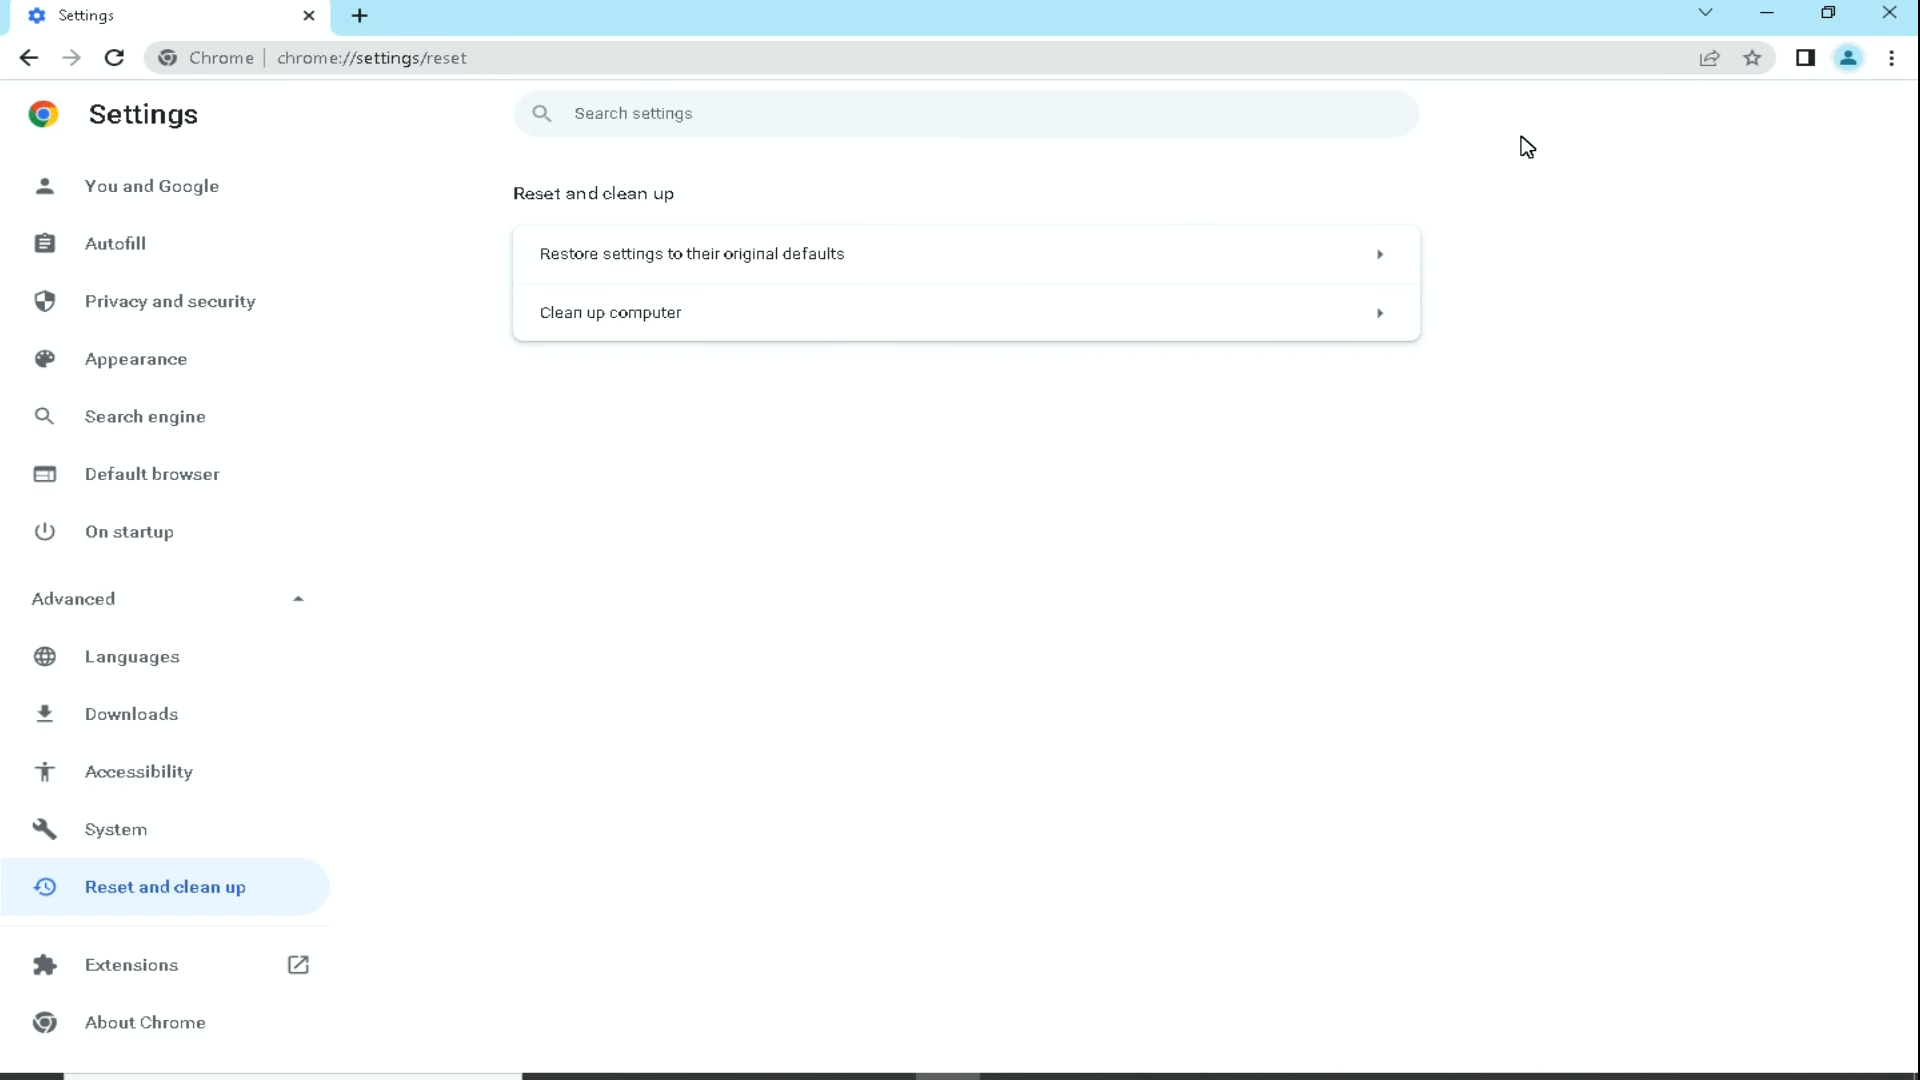 Settings
Chrome | chrome://settings/reset
Settings
Search settings
You and Google
Autofill
Privacy and security
Appearance
Search engine
Default browser
On startup
Advanced
Languages
Downloads
Accessibility
System
Reset and clean up
Extensions
About Chrome
Reset and clean up
Restore settings to their original defaults
Clean up computer